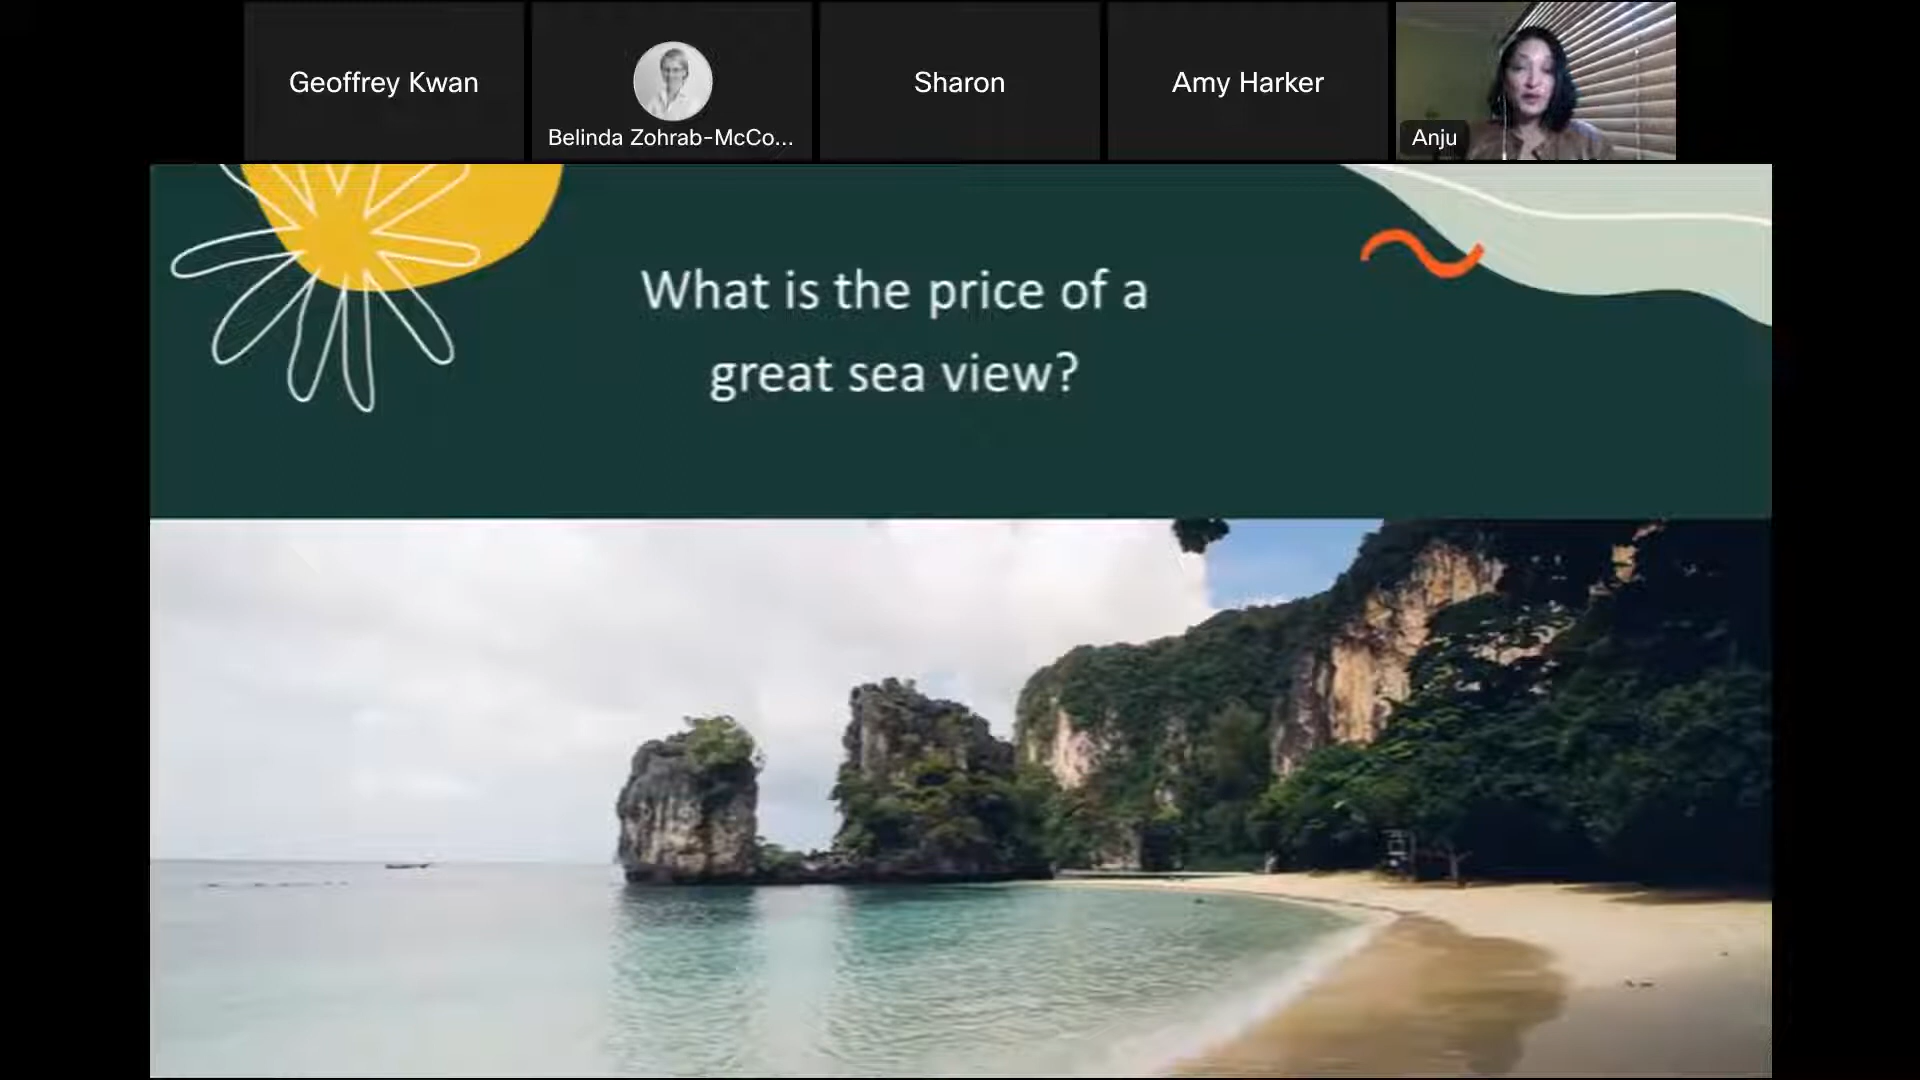 Geoffrey Kwan
Belinda Zohrab-McCo...
Sharon
Amy Harker
Anju
What is the price of a
great sea view?